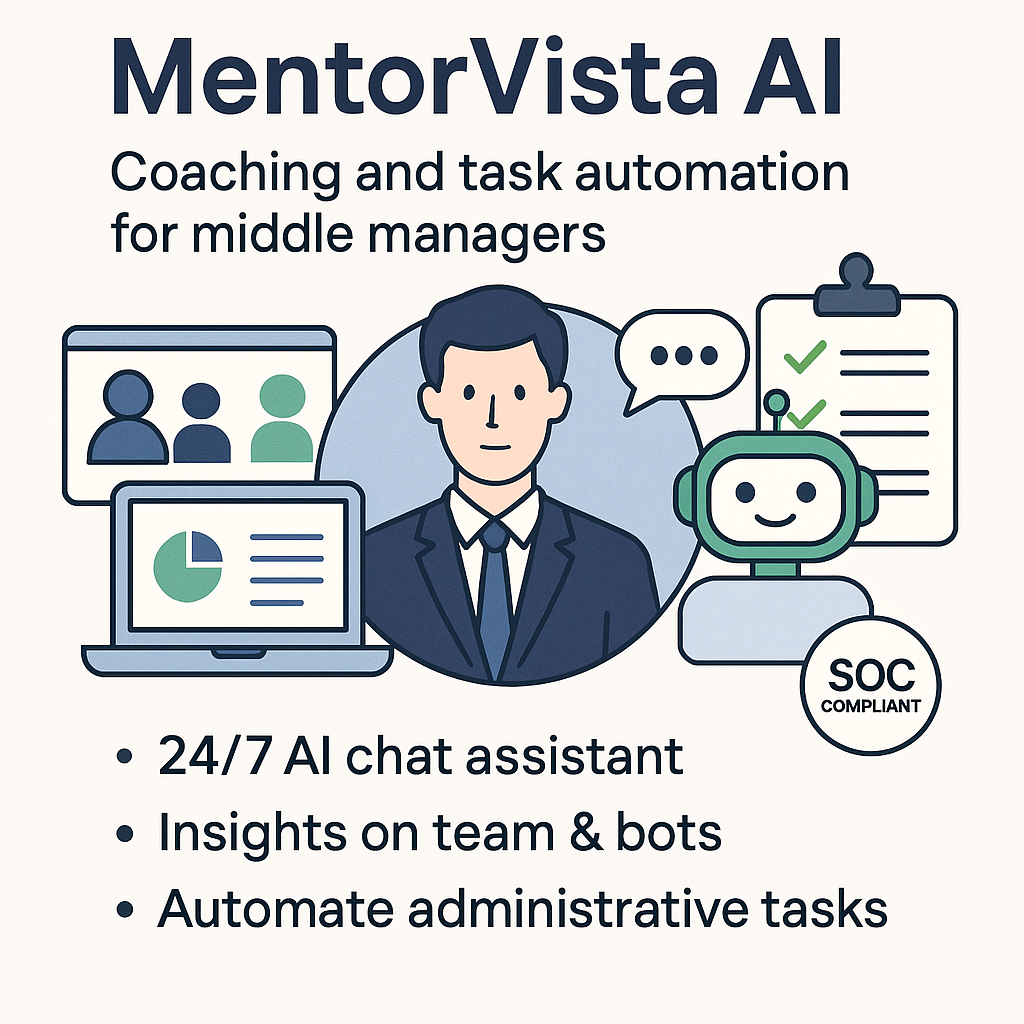 MentorVista AI
Coaching and task automation
for middle managers
SOC
COMPLIANT
• 24/7 AI chat assistant
• Insights on team & bots
• Automate administrative tasks